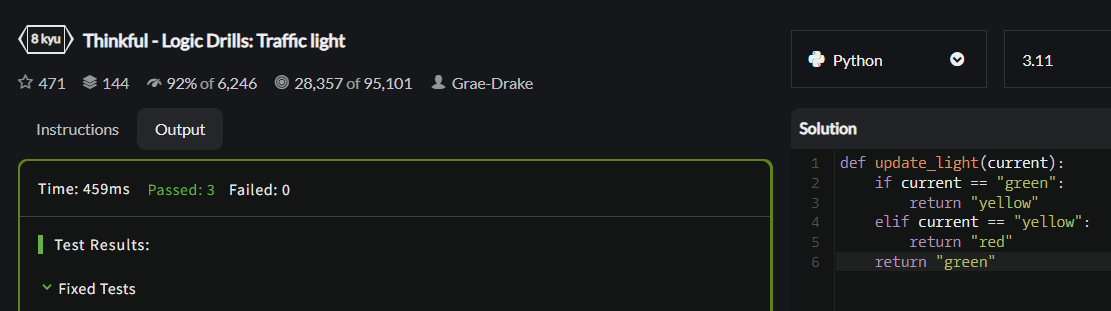 8 kyu Thinkful - Logic Drills: Traffic light
471 144 92% of 6,246 28,357 of 95,101 Grae-Drake
Instructions Output
Time: 459ms Passed: 3 Failed: 0
Test Results:
Fixed Tests
Python 3.11
Solution
1 def update_light(current):
2     if current == "green":
3         return "yellow"
4     elif current == "yellow":
5         return "red"
6     return "green"